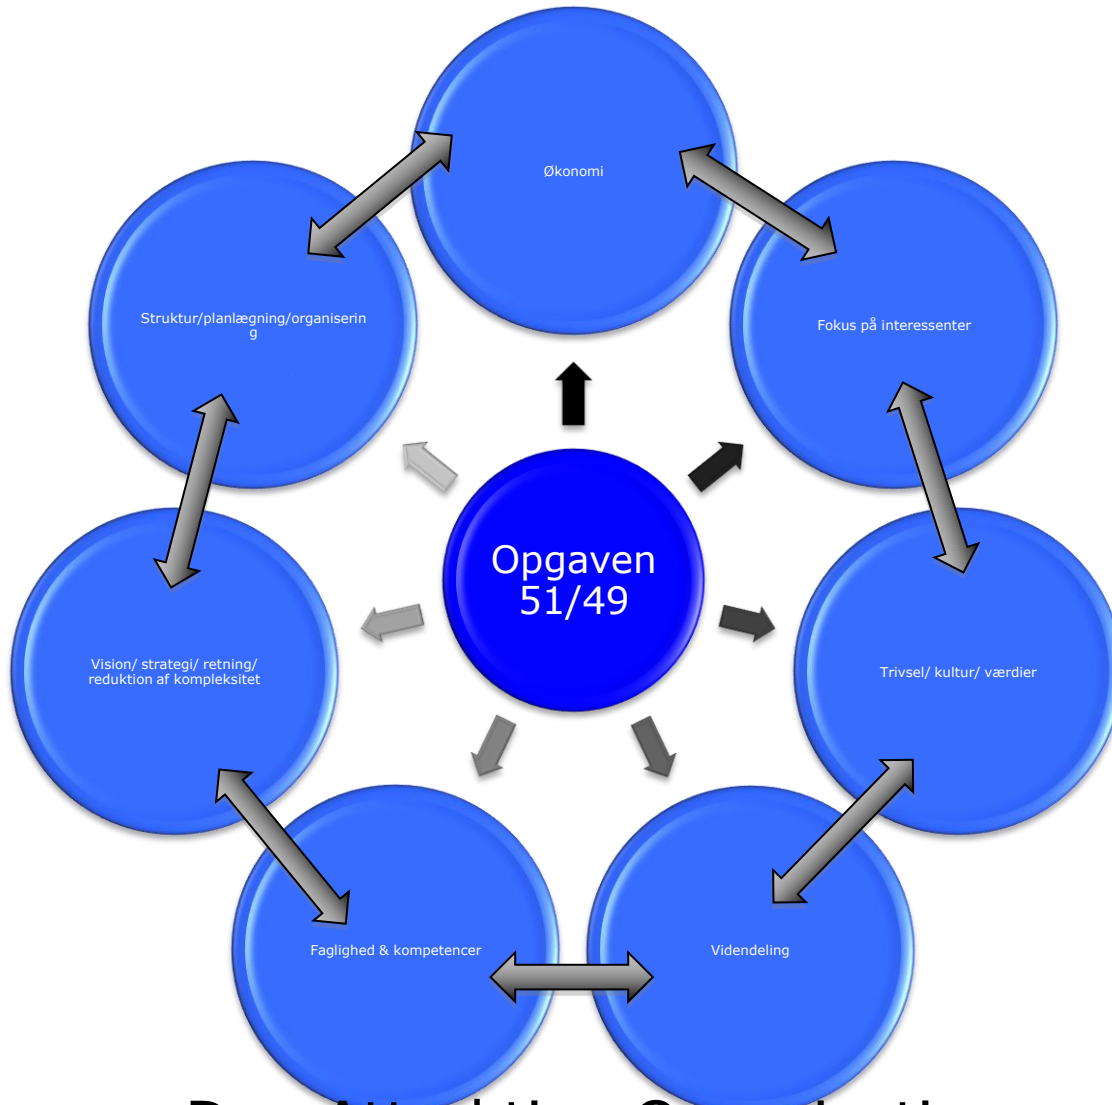 Økonomi
Struktur/planlægning/organiserin
g
Fokus på interessenter
Opgaven
51/49
Vision/ strategi/ retning/
reduktion af kompleksitet
Trivsel/ kultur/ værdier
Faglighed & kompetencer
Videndeling